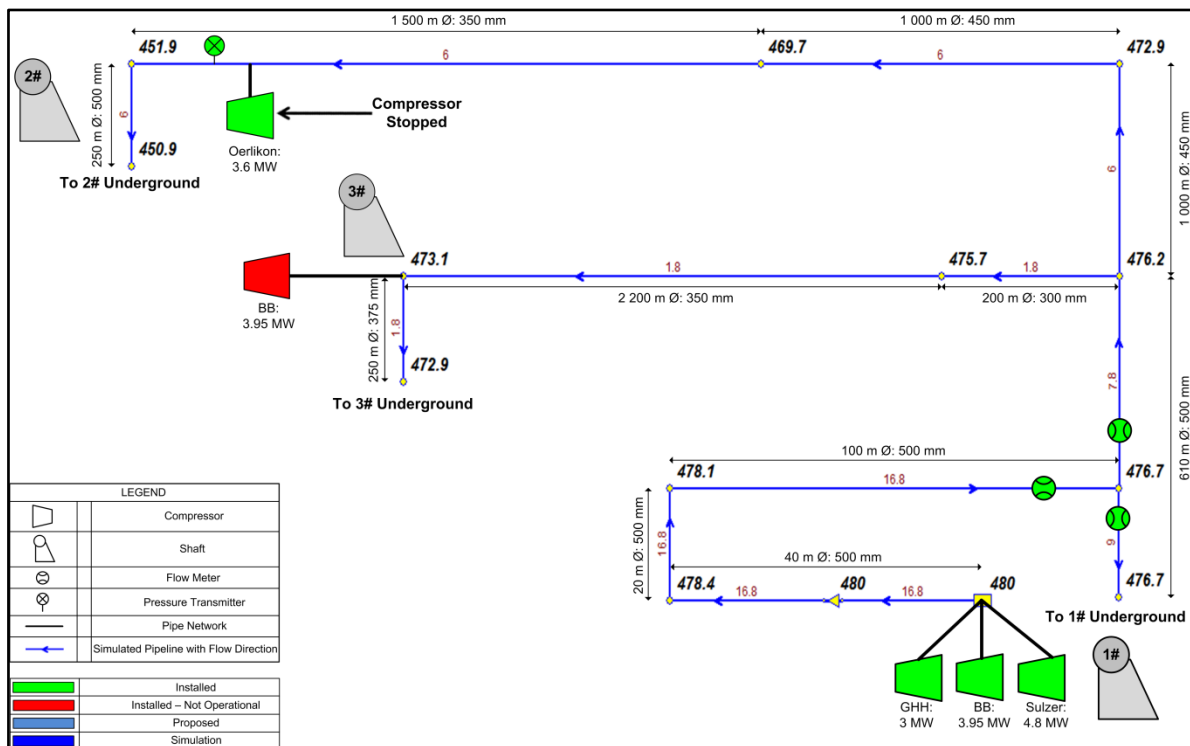 1 500 m Ø: 350 mm
1 000 m Ø: 450 mm
451.9
469.7
472.9
6
6
2#
250 m Ø: 500 mm
6
Compressor
Stopped
1 000 m Ø: 450 mm
6
450.9
Oerlikon:
3.6 MW
To 2# Underground
3#
473.1
475.7
476.2
1.8
1.8
BB:
3.95 MW
2 200 m Ø: 350 mm
200 m Ø: 300 mm
250 m Ø: 375 mm
1.8
472.9
To 3# Underground
7.8
610 m Ø: 500 mm
100 m Ø: 500 mm
478.1
476.7
16.8
20 m Ø: 500 mm
16.8
9
40 m Ø: 500 mm
478.4
480
480
476.7
16.8
16.8
To 1# Underground
1#
GHH:
3 MW
BB:
3.95 MW
Sulzer:
4.8 MW
LEGEND
Compressor
Shaft
Flow Meter
Pressure Transmitter
Pipe Network
Simulated Pipeline with Flow Direction
Installed
Installed – Not Operational
Proposed
Simulation